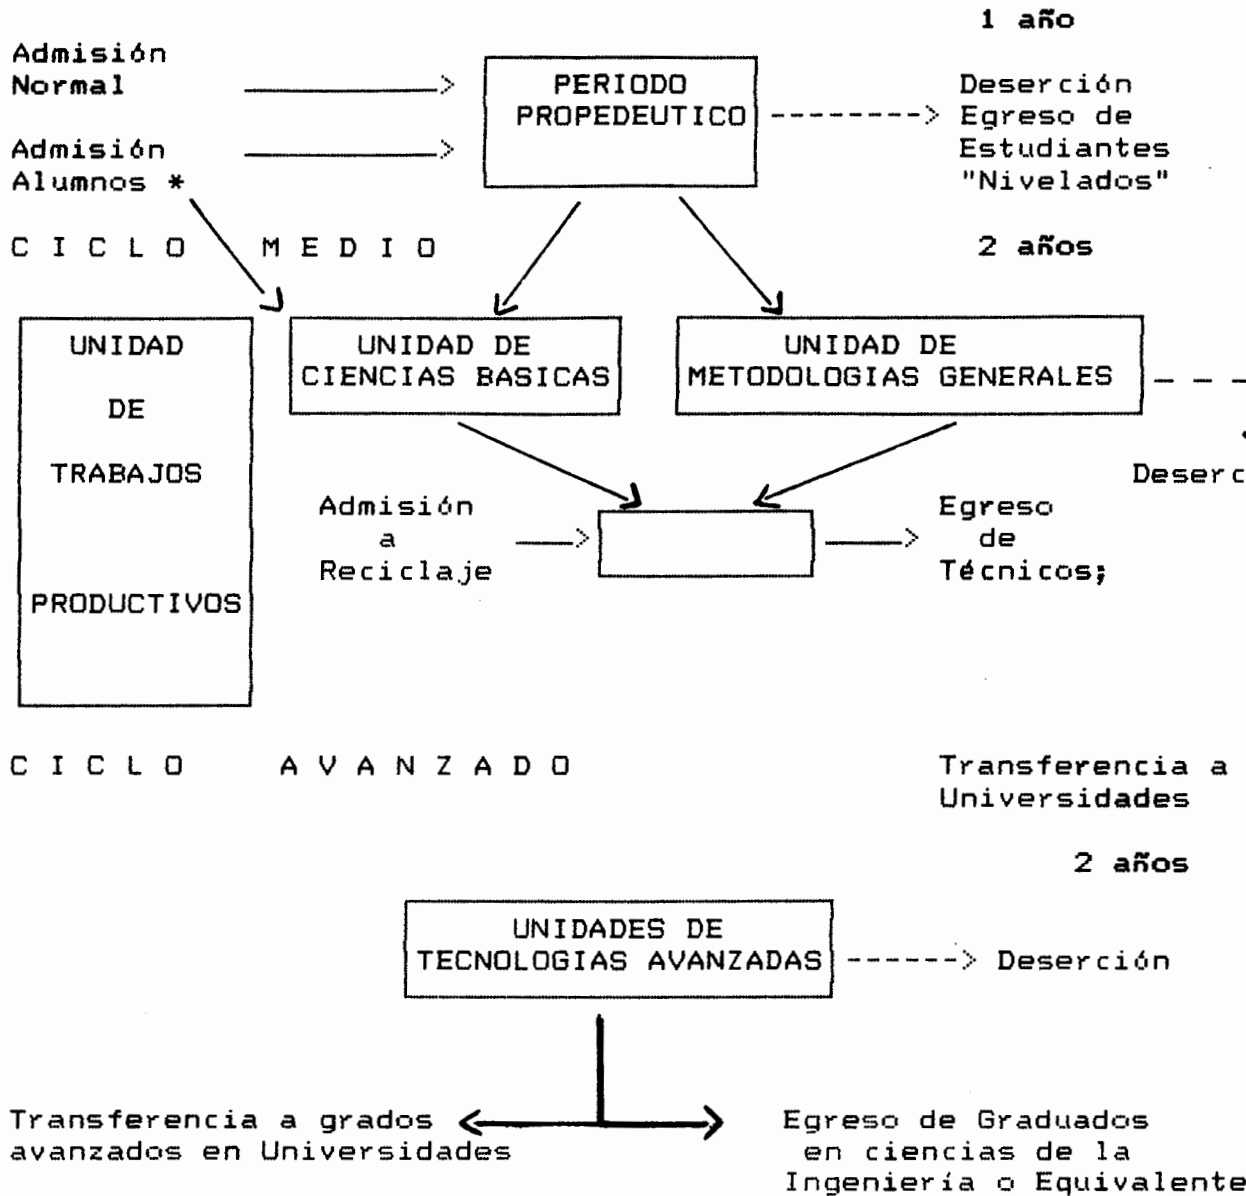 1 año
Admisión
Normal
PERIODO
PROPEDEUTICO
Deserción
Egreso de
Estudiantes
"Nivelados"
Admisión
Alumnos *
C I C L O M E D I O
2 años
UNIDAD
DE
TRABAJOS
PRODUCTIVOS
UNIDAD DE
CIENCIAS BASICAS
UNIDAD DE
METODOLOGIAS GENERALES
Deserc
Admisión
a
Reciclaje
Egreso
de
Técnicos;
C I C L O A V A N Z A D O
Transferencia a
Universidades
2 años
UNIDADES DE
TECNOLOGIAS AVANZADAS
Deserción
Transferencia a grados
avanzados en Universidades
Egreso de Graduados
en ciencias de la
Ingeniería o Equivalente